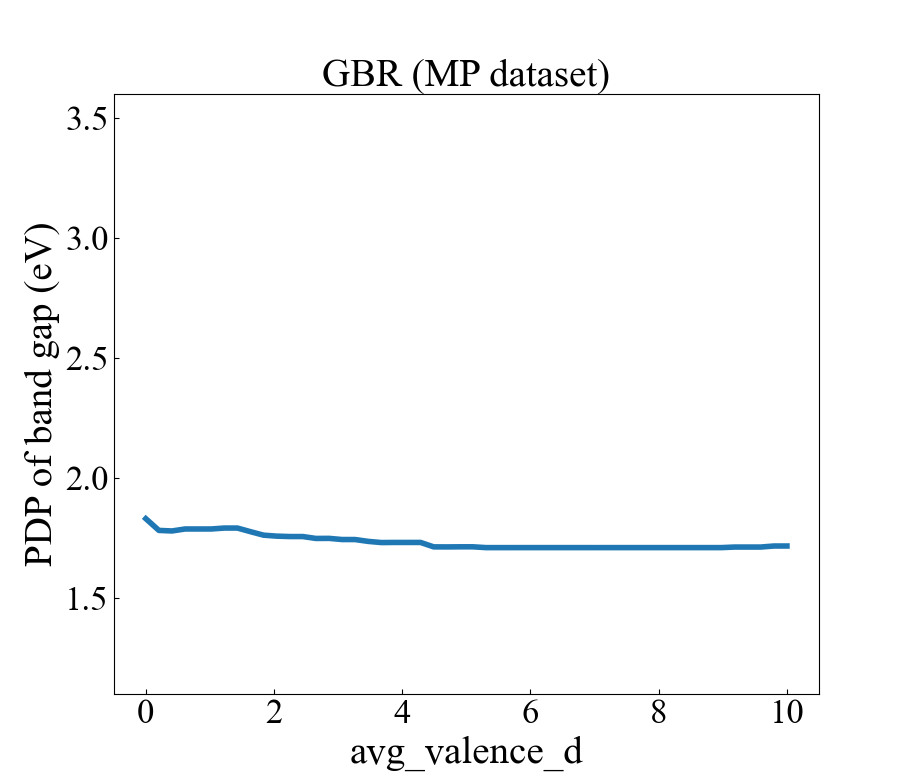 GBR (MP dataset)
PDP of band gap (eV)
3.5
3.0
2.5
2.0
1.5
0 2 4 6 8 10
avg_valence_d